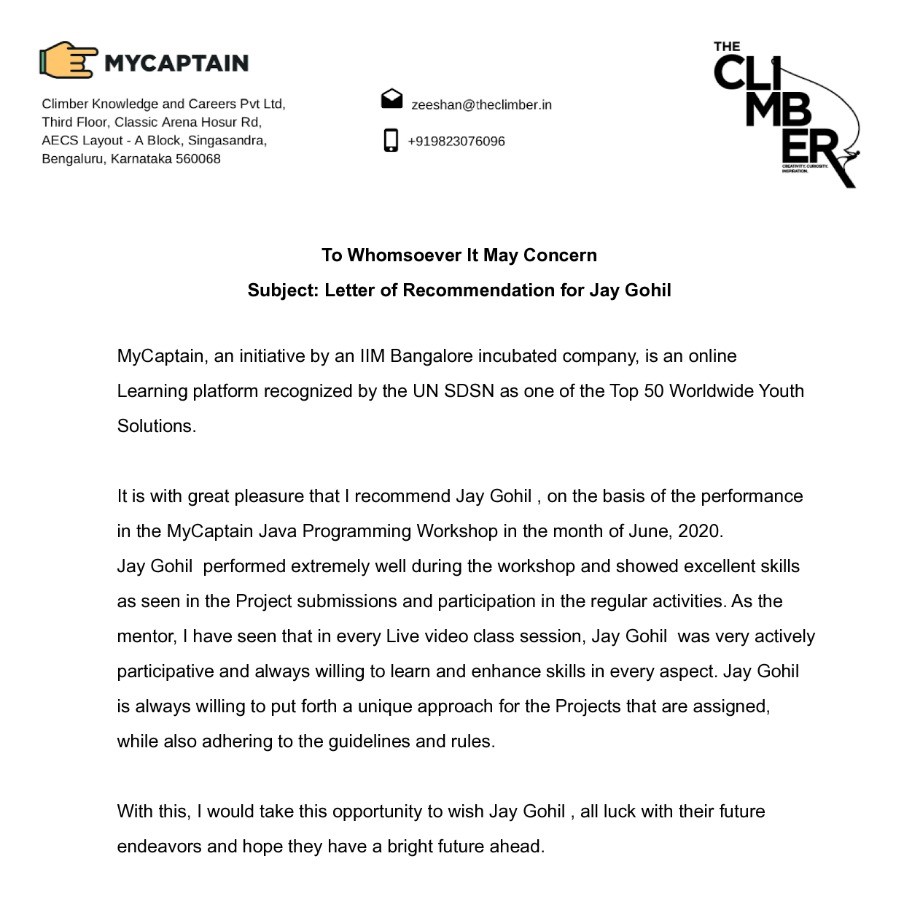 MYCAPTAIN
Climber Knowledge and Careers Pvt Ltd,
Third Floor, Classic Arena Hosur Rd,
AECS Layout - A Block, Singasandra,
Bengaluru, Karnataka 560068
zeeshan@theclimber.in
+919823076096
THE
CLI
MB
ER
CREATIVITY. CURIOSITY.
INSPIRATION.
To Whomsoever It May Concern
Subject: Letter of Recommendation for Jay Gohil
MyCaptain, an initiative by an IIM Bangalore incubated company, is an online
Learning platform recognized by the UN SDSN as one of the Top 50 Worldwide Youth
Solutions.
It is with great pleasure that I recommend Jay Gohil , on the basis of the performance
in the MyCaptain Java Programming Workshop in the month of June, 2020.
Jay Gohil  performed extremely well during the workshop and showed excellent skills
as seen in the Project submissions and participation in the regular activities. As the
mentor, I have seen that in every Live video class session, Jay Gohil  was very actively
participative and always willing to learn and enhance skills in every aspect. Jay Gohil
is always willing to put forth a unique approach for the Projects that are assigned,
while also adhering to the guidelines and rules.
With this, I would take this opportunity to wish Jay Gohil , all luck with their future
endeavors and hope they have a bright future ahead.